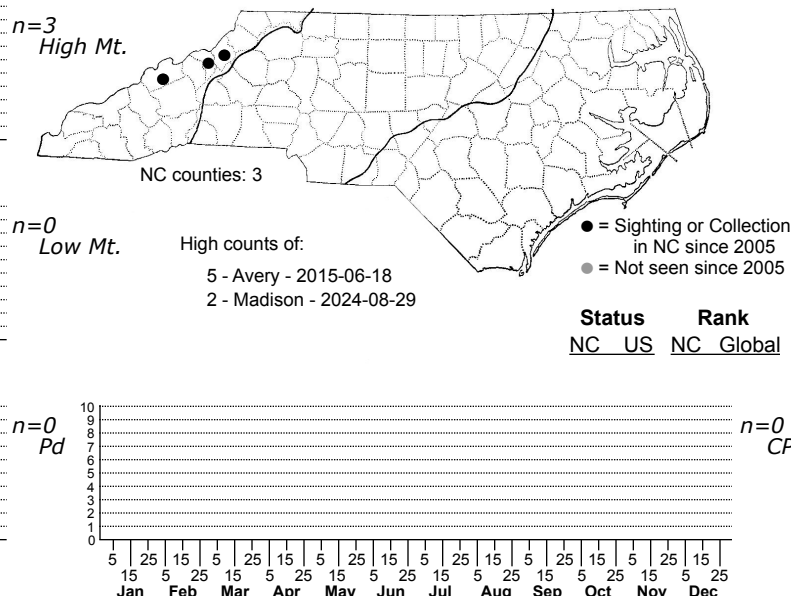 n=3
High Mt.
NC counties: 3
n=0
Low Mt.
High counts of:
5 - Avery - 2015-06-18
2 - Madison - 2024-08-29
● = Sighting or Collection
in NC since 2005
● = Not seen since 2005
Status Rank
NC US NC Global
n=0
Pd
n=0
CP
10
9
8
7
6
5
4
3
2
1
0
5 25 15 5 25 15 5 25 15 5 25 15 5 25 15 5 25 15
15 5 25 15 5 25 15 5 25 15 5 25 15 5 25 15 5 25
Jan Feb Mar Apr May Jun Jul Aug Sep Oct Nov Dec